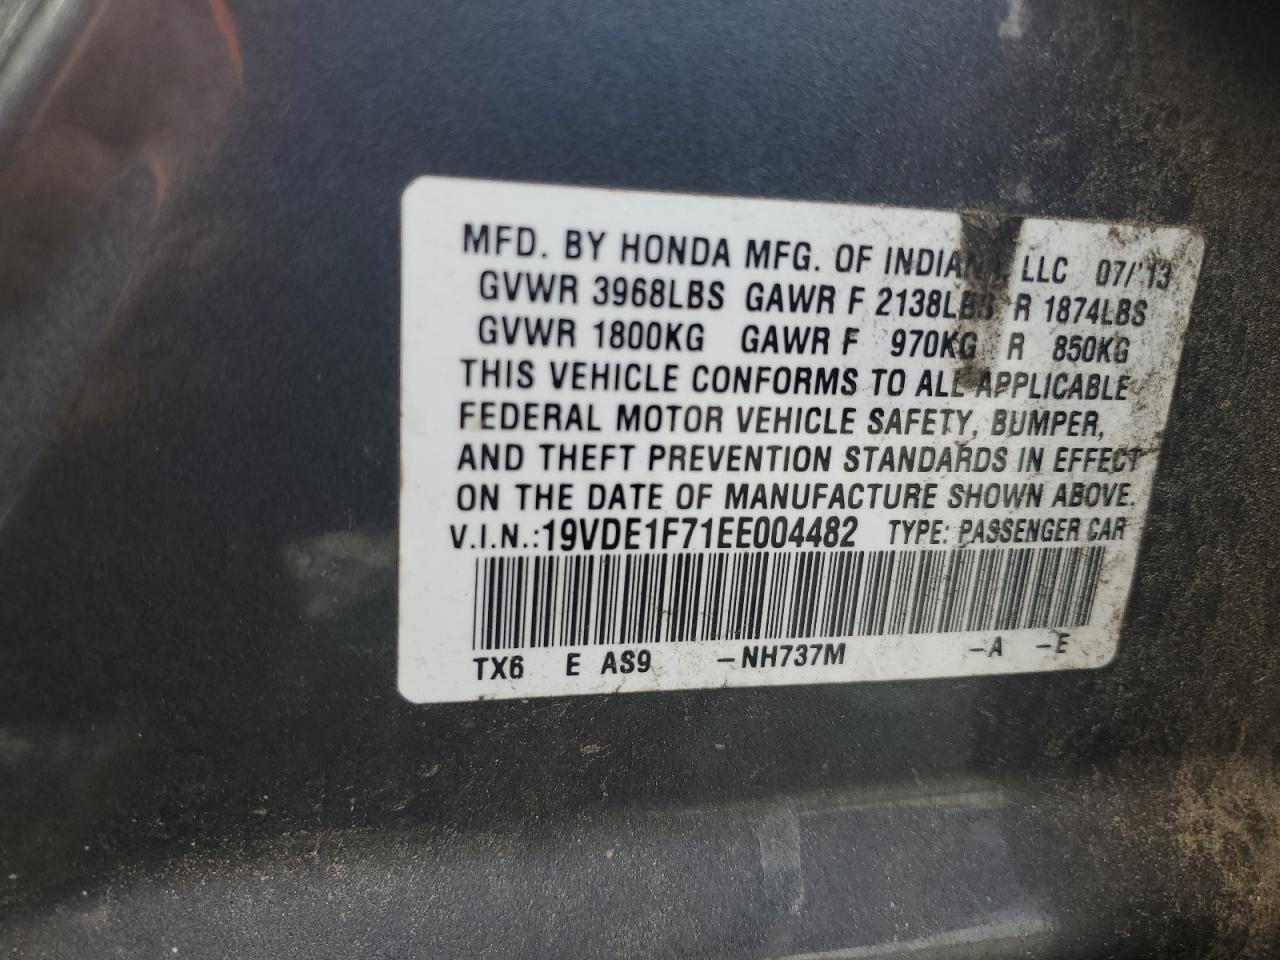 MFD. BY HONDA MFG. OF INDIANA, LLC 07/'13
GVWR 3968LBS GAWR F 2138LBS R 1874LBS
GVWR 1800KG GAWR F 970KG R 850KG
THIS VEHICLE CONFORMS TO ALL APPLICABLE
FEDERAL MOTOR VEHICLE SAFETY, BUMPER,
AND THEFT PREVENTION STANDARDS IN EFFECT
ON THE DATE OF MANUFACTURE SHOWN ABOVE.
V.I.N.:19VDE1F71EE004482 TYPE: PASSENGER CAR
TX6 E AS9 -NH737M -A -E